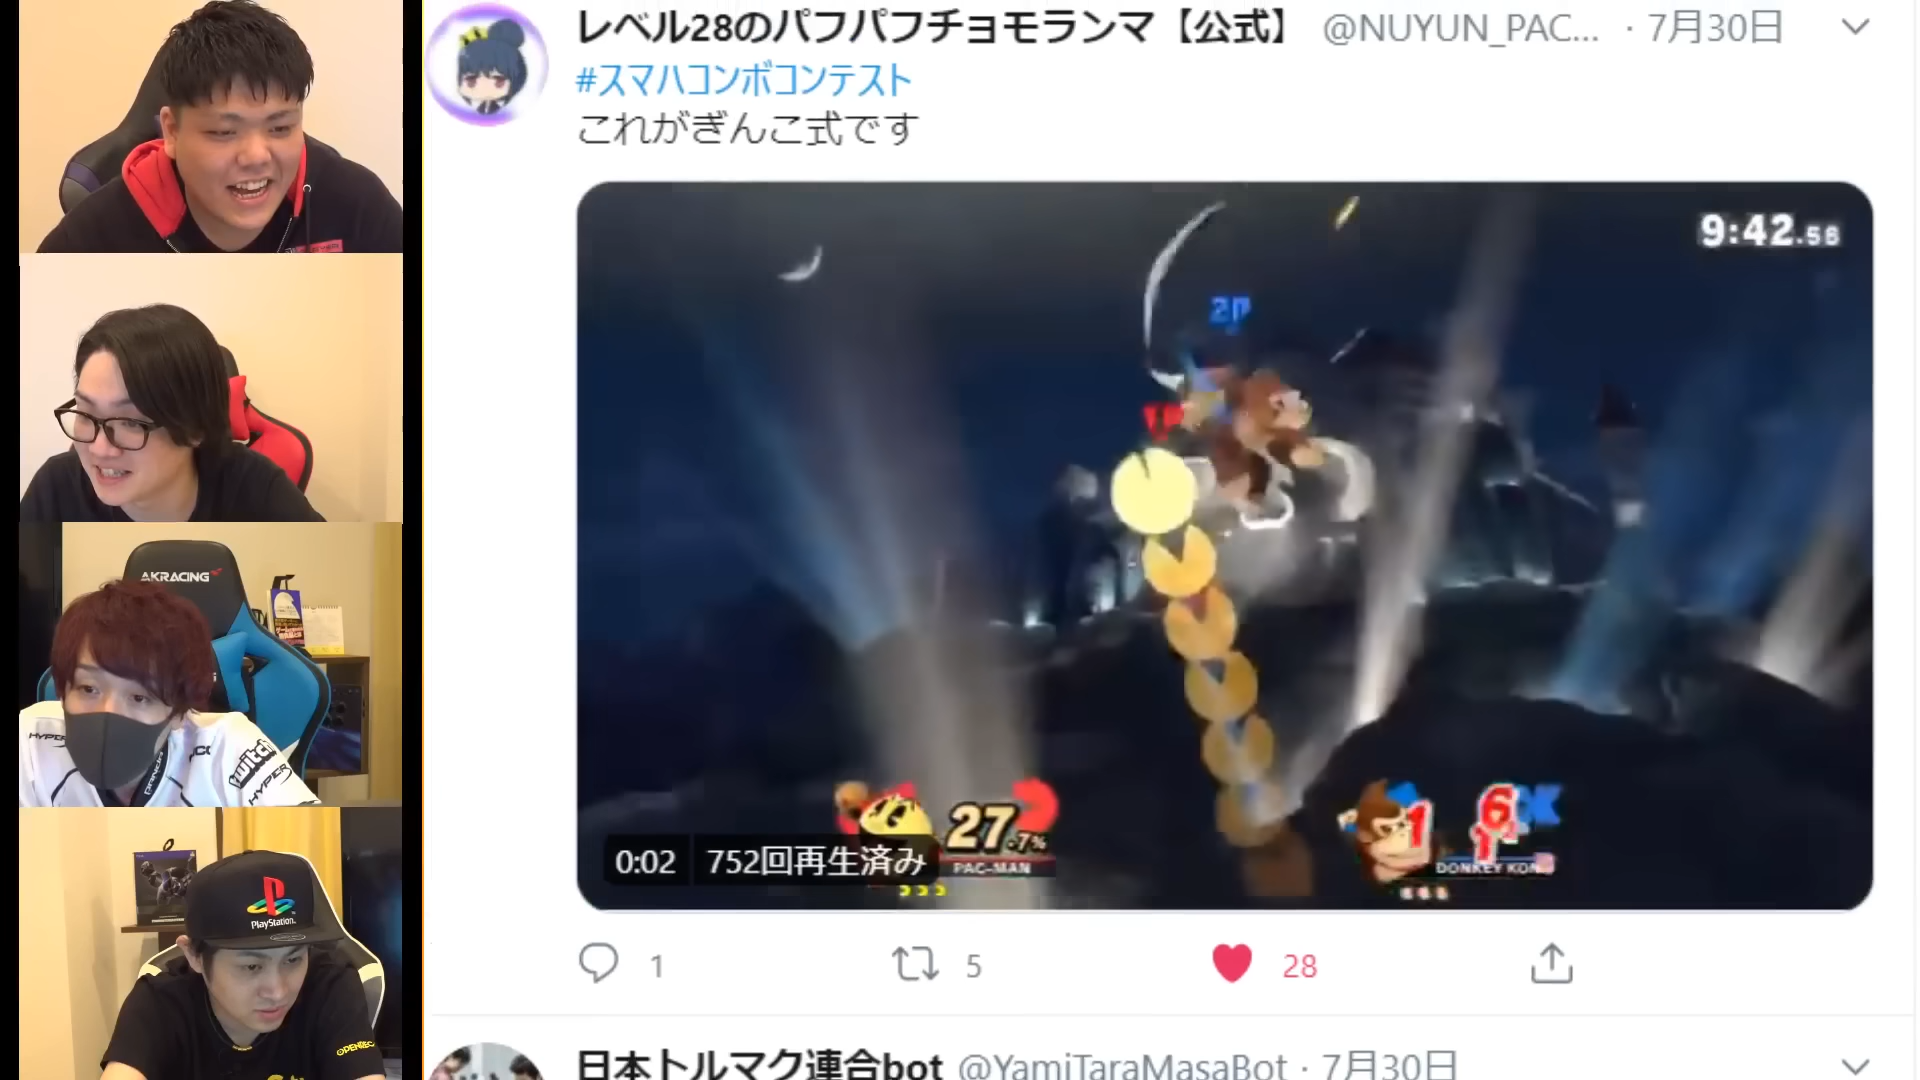 レベル28のパフパフチョモランマ【公式】 @NUYUN_PAC... · 7月30日
#スマハコンボコンテスト
これがぎんこ式です
9:42.56
2P
1P
27.7%
PAC-MAN
DONKEY KONG
0:02 752回再生済み
1 5 28
日本トルマク連合bot @YamiTaraMasaBot · 7月30日
AKRACING
HYPER
twitch
HYPER
PlayStation
OPENREC